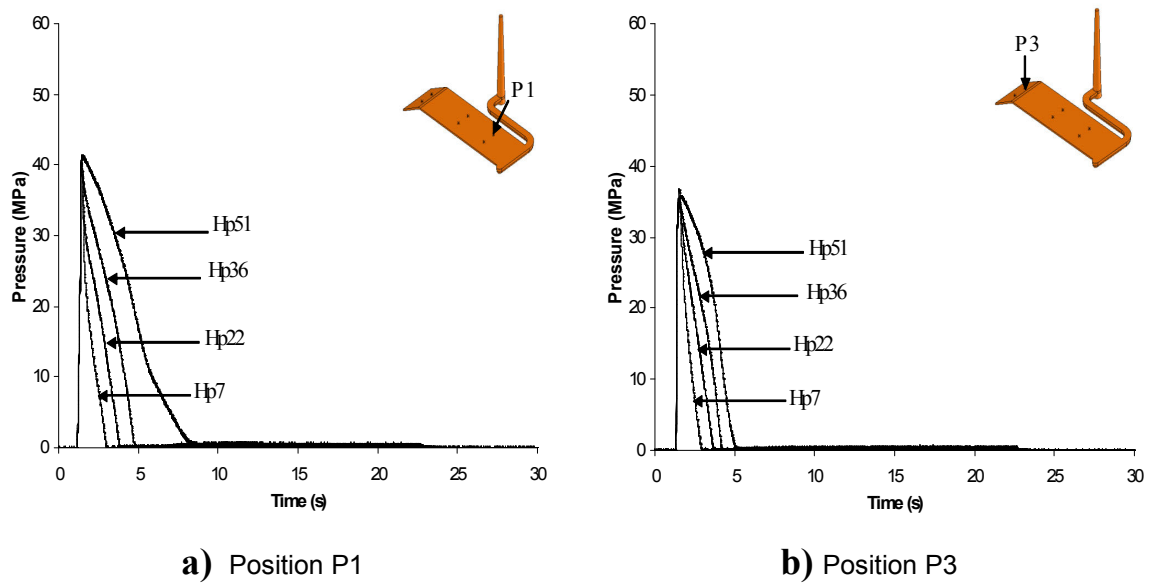 60
50
40
30
20
10
0
Pressure (MPa)
P1
Hp51
Hp36
Hp22
Hp7
0 5 10 15 20 25 30
Time (s)
a) Position P1
60
50
40
30
20
10
0
Pressure (MPa)
P3
Hp51
Hp36
Hp22
Hp7
0 5 10 15 20 25 30
Time (s)
b) Position P3